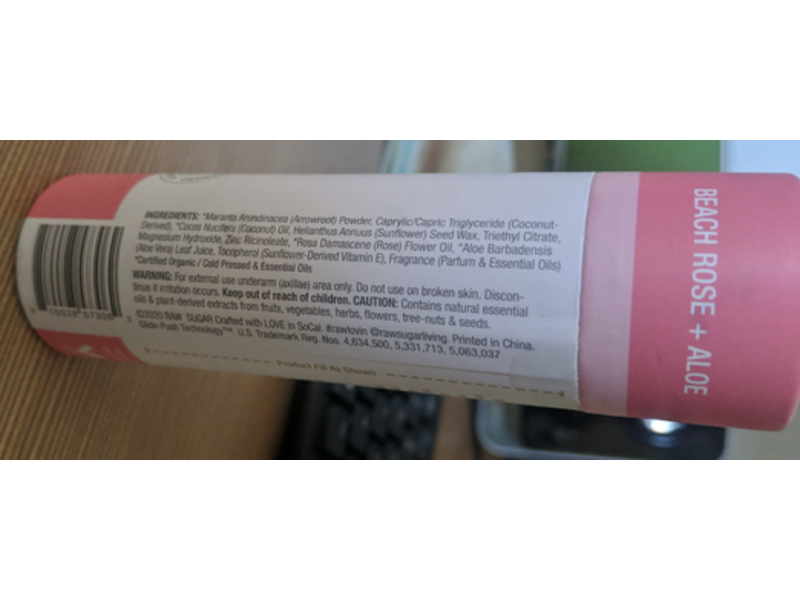 INGREDIENTS: *Maranta Arundinacea (Arrowroot) Powder, Caprylic/Capric Triglyceride (Coconut-
Derived), *Cocos Nucifera (Coconut) Oil, Helianthus Annuus (Sunflower) Seed Wax, Triethyl Citrate,
Magnesium Hydroxide, Zinc Ricinoleate, *Rosa Damascene (Rose) Flower Oil, *Aloe Barbadensis
(Aloe Vera) Leaf Juice, Tocopherol (Sunflower-Derived Vitamin E), Fragrance (Parfum & Essential Oils)
*Certified Organic / Cold Pressed & Essential Oils
WARNING: For external use underarm (axillae) area only. Do not use on broken skin. Discon-
tinue if irritation occurs. Keep out of reach of children. CAUTION: Contains natural essential
oils & plant-derived extracts from fruits, vegetables, herbs, flowers, tree-nuts & seeds.
©2020 RAW SUGAR Crafted with LOVE in SoCal. #rawlovin @rawsugarliving. Printed in China.
Glide-Push Technology™ U.S. Trademark Reg. Nos. 4,634,500, 5,331,713, 5,063,037
Product Fill As Shown
BEACH ROSE + ALOE